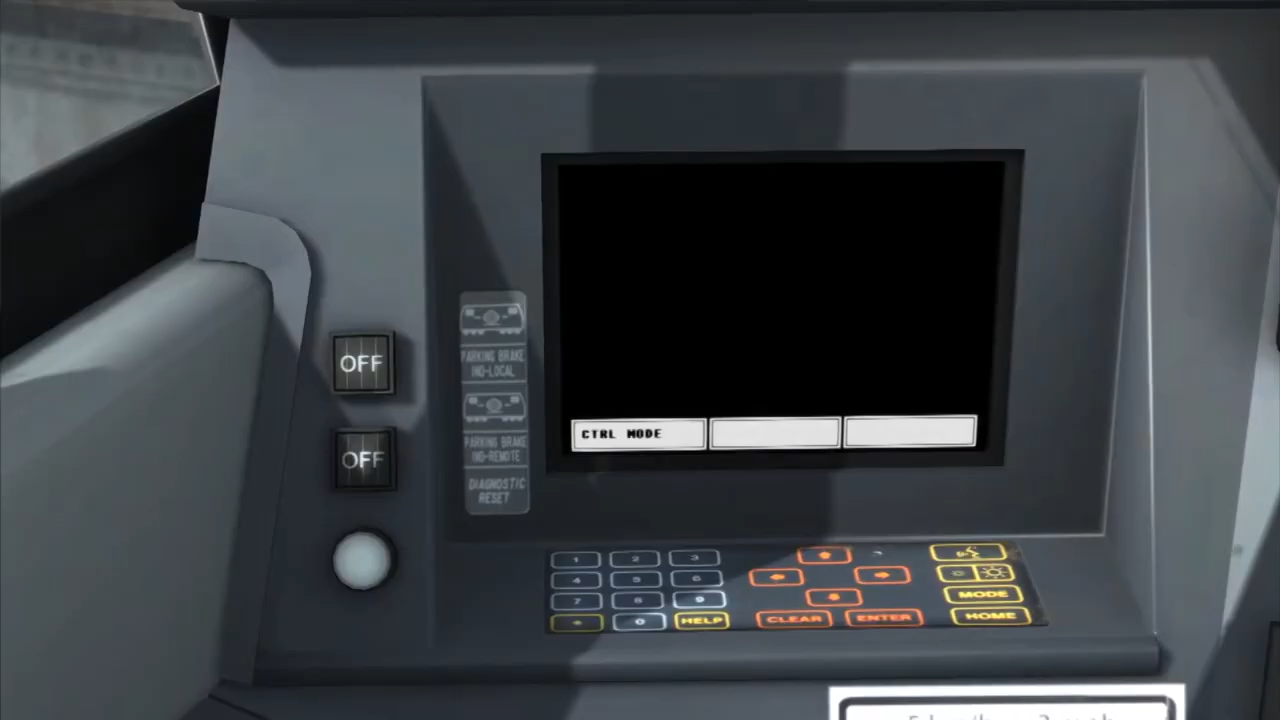 OFF
OFF
PARKING BRAKE
IND-LOCAL
PARKING BRAKE
IND-REMOTE
DIAGNOSTIC
RESET
CTRL MODE
1 2 3
4 5 6
7 8 9
* 0 HELP
CLEAR ENTER
MODE
HOME